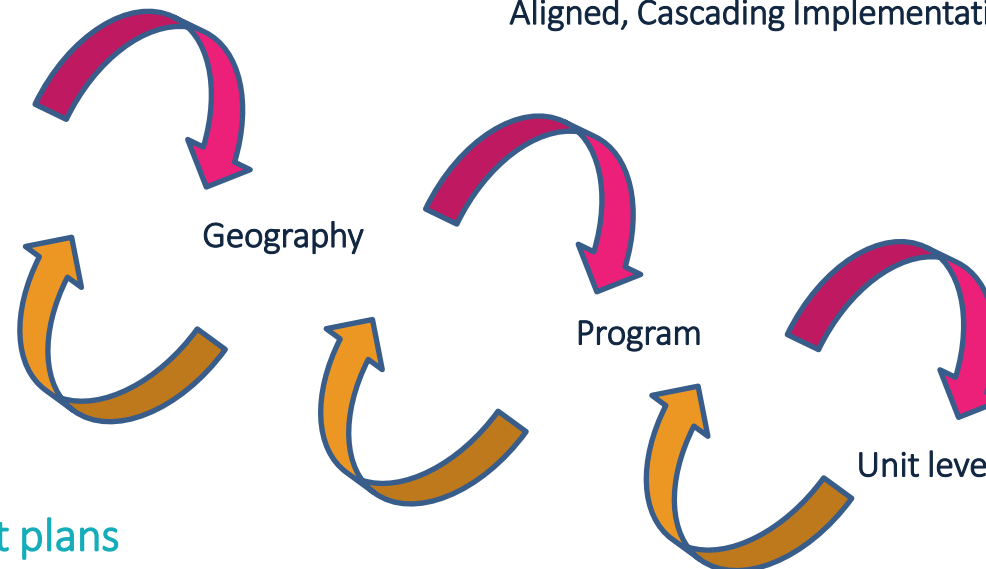 Aligned, Cascading Implementati
Geography
Program
Unit leve
t plans